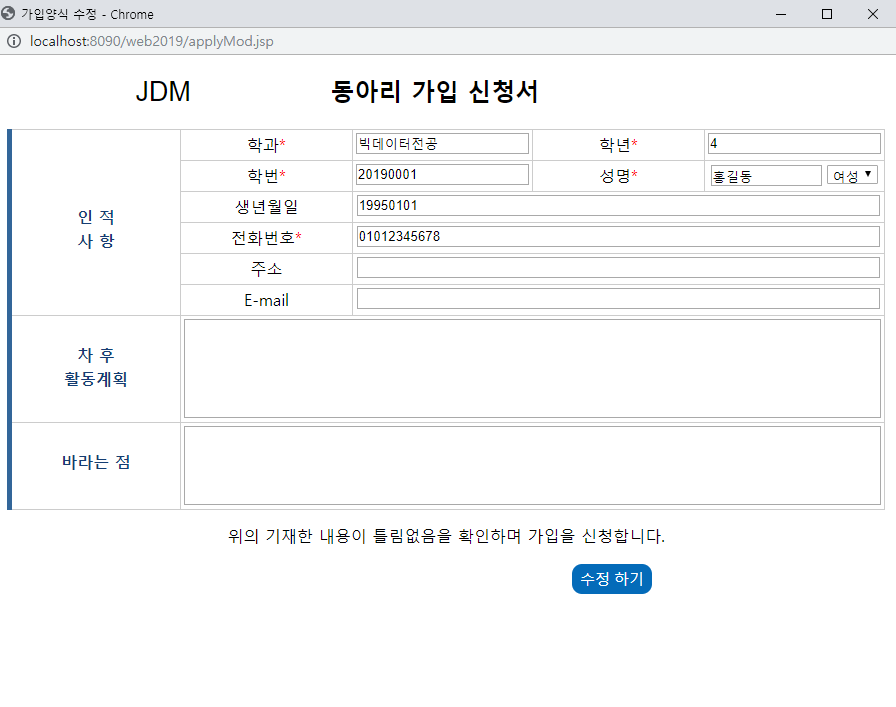 가입양식 수정 - Chrome
localhost:8090/web2019/applyMod.jsp
JDM 동아리 가입 신청서
인 적
사 항
학과* 빅데이터전공 학년* 4
학번* 20190001 성명* 홍길동 여성
생년월일 19950101
전화번호* 01012345678
주소
E-mail
차 후
활동계획
바라는 점
위의 기재한 내용이 틀림없음을 확인하며 가입을 신청합니다.
수정 하기